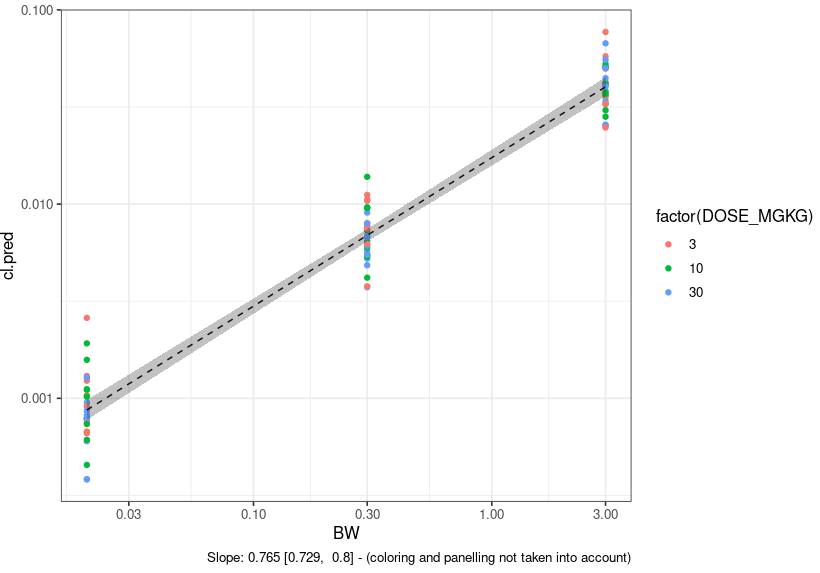 0.100
0.010
0.001
cl.pred
0.03 0.10 0.30 1.00 3.00
BW
Slope: 0.765 [0.729,  0.8] - (coloring and panelling not taken into account)
factor(DOSE_MGKG)
3
10
30